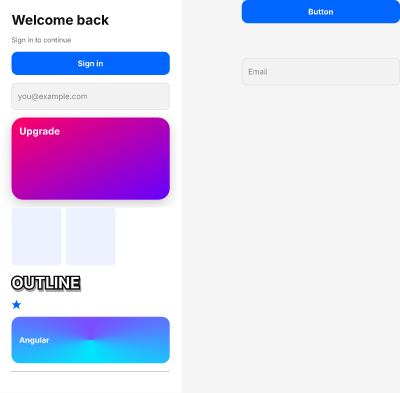 Welcome back
Sign in to continue
Sign in
you@example.com
Upgrade
OUTLINE
Angular
Button
Email